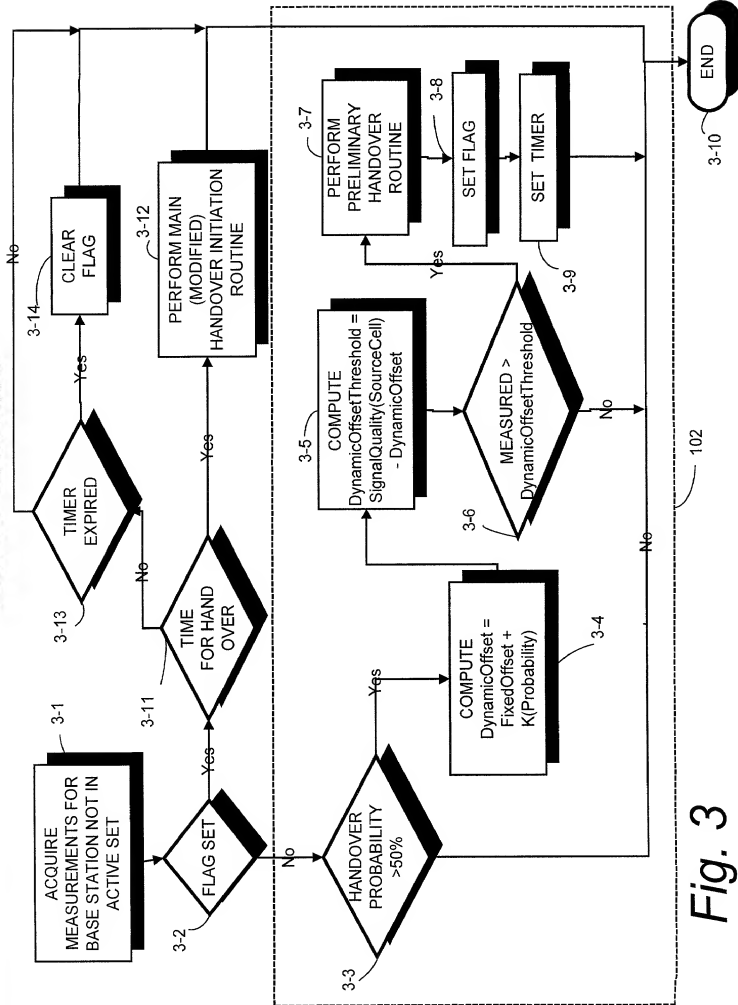 3-1
ACQUIRE
MEASUREMENTS FOR
BASE STATION NOT IN
ACTIVE SET
3-2
FLAG SET
Yes
No
3-11
TIME
FOR HAND
OVER
Yes
No
3-12
PERFORM MAIN
(MODIFIED)
HANDOVER INITIATION
ROUTINE
3-13
TIMER
EXPIRED
Yes
No
3-14
CLEAR
FLAG
3-3
HANDOVER
PROBABILITY
>50%
Yes
No
3-4
COMPUTE
DynamicOffset =
FixedOffset +
K(Probability)
3-5
COMPUTE
DynamicOffsetThreshold =
SignalQuality(SourceCell)
- DynamicOffset
3-6
MEASURED >
DynamicOffsetThreshold
Yes
No
3-7
PERFORM
PRELIMINARY
HANDOVER
ROUTINE
3-8
SET FLAG
3-9
SET TIMER
102
3-10
END
Fig. 3